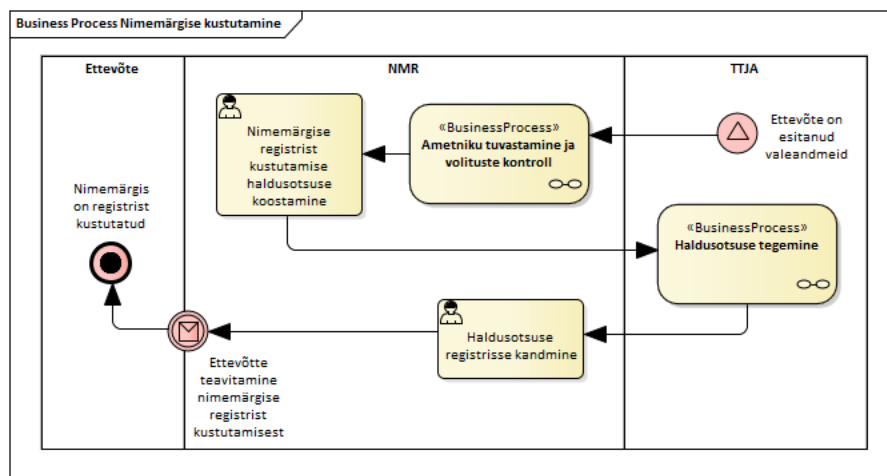 Business Process Nimemärgise kustutamine
Ettevõte
NMR
TTJA
Nimemärgise
registrist
kustutamise
haldusotsuse
koostamine
«BusinessProcess»
Ametniku tuvastamine ja
volituste kontroll
Ettevõte on
esitanud
valeandmeid
Nimemärgis
on registrist
kustutatud
«BusinessProcess»
Haldusotsuse tegemine
Haldusotsuse
registrisse kandmine
Ettevõtte
teavitamine
nimemärgise
registrist
kustutamisest